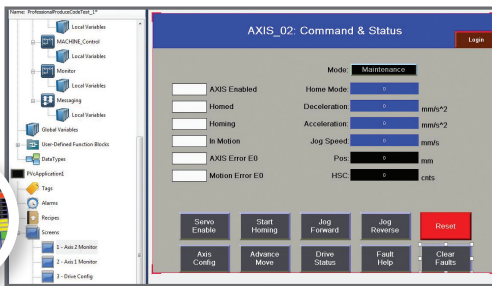 Name: ProfessionalProduceCodeTest_1*
Local Variables
MACHINE_Control
Local Variables
Monitor
Local Variables
Messaging
Local Variables
Global Variables
User-Defined Function Blocks
DataTypes
PVcApplication1
Tags
Alarms
Recipes
Screens
1 - Axis 2 Monitor
2 - Axis 1 Monitor
3 - Drive Config
AXIS_02: Command & Status
Login
Mode: Maintenance
AXIS Enabled Home Mode: 0
Homed Deceleration: 0 mm/s^2
Homing Acceleration: 0 mm/s^2
In Motion Jog Speed: 0 mm/s
AXIS Error E0 Pos: 0 mm
Motion Error E0 HSC: 0 cnts
Servo Enable
Start Homing
Jog Forward
Jog Reverse
Reset
Axis Config
Advance Move
Drive Status
Fault Help
Clear Faults